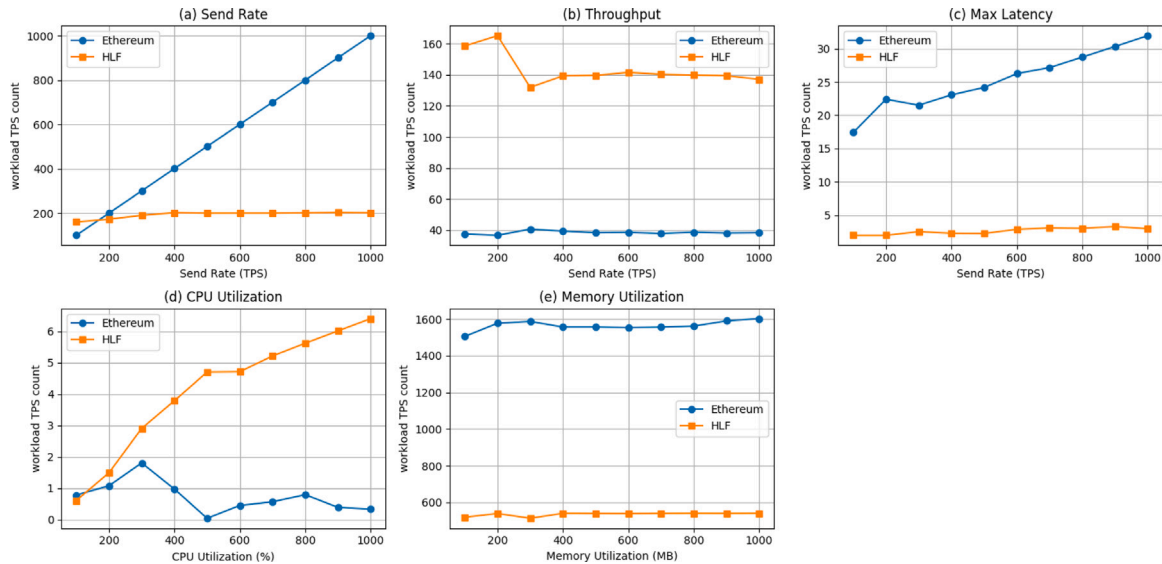 (a) Send Rate
workload TPS count
1000
800
600
400
200
Ethereum
HLF
200 400 600 800 1000
Send Rate (TPS)
(b) Throughput
workload TPS count
160
140
120
100
80
60
40
Ethereum
HLF
200 400 600 800 1000
Send Rate (TPS)
(c) Max Latency
workload TPS count
30
25
20
15
10
5
Ethereum
HLF
200 400 600 800 1000
Send Rate (TPS)
(d) CPU Utilization
workload TPS count
6
5
4
3
2
1
0
Ethereum
HLF
200 400 600 800 1000
CPU Utilization (%)
(e) Memory Utilization
workload TPS count
1600
1400
1200
1000
800
600
Ethereum
HLF
200 400 600 800 1000
Memory Utilization (MB)